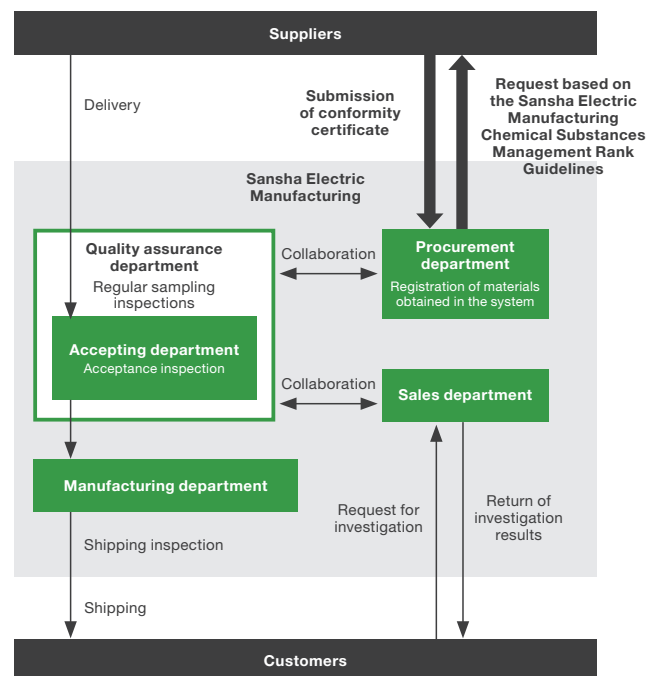 Suppliers
Delivery
Submission
of conformity
certificate
Request based on
the Sansha Electric
Manufacturing
Chemical Substances
Management Rank
Guidelines
Sansha Electric
Manufacturing
Quality assurance
department
Regular sampling
inspections
Collaboration
Procurement
department
Registration of materials
obtained in the system
Accepting department
Acceptance inspection
Collaboration
Sales department
Manufacturing department
Request for
investigation
Return of
investigation
results
Shipping inspection
Shipping
Customers